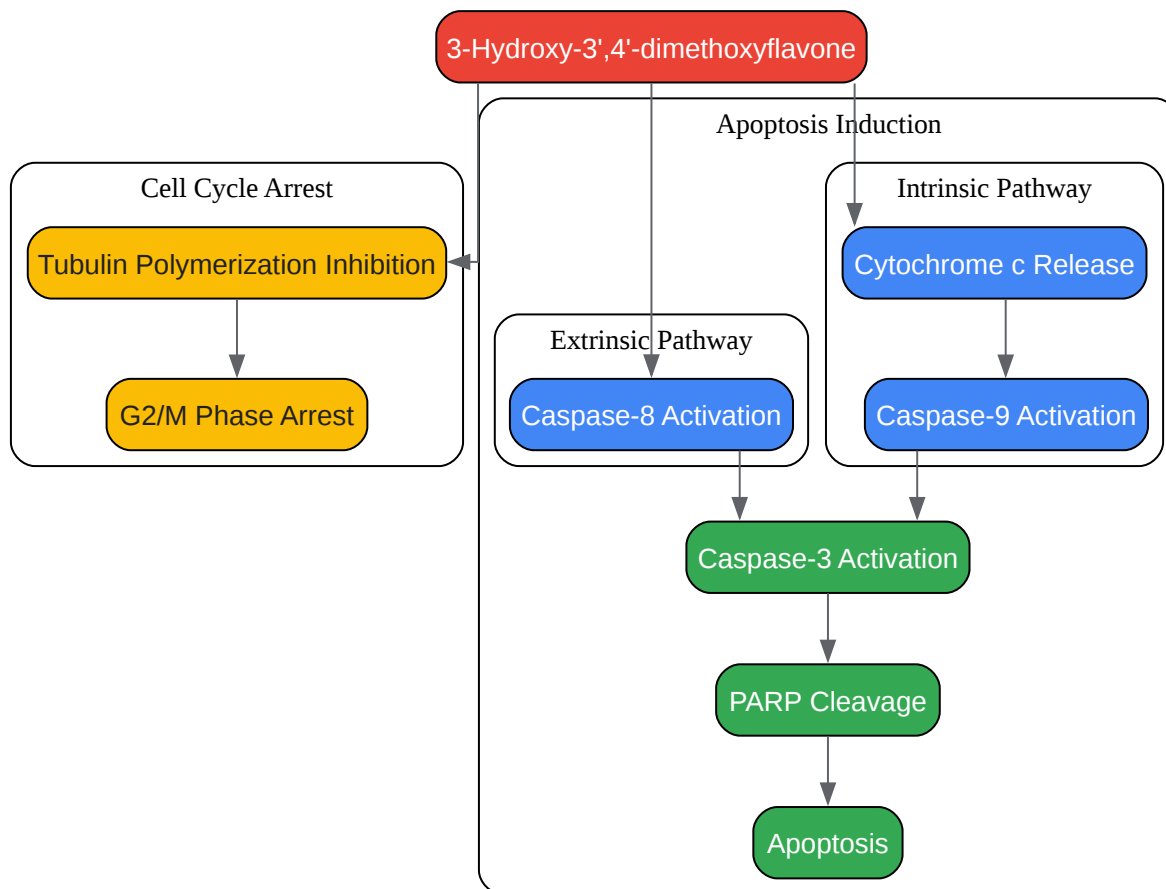 3-Hydroxy-3',4'-dimethoxyflavone
Apoptosis Induction
Cell Cycle Arrest
Intrinsic Pathway
Tubulin Polymerization Inhibition
Cytochrome c Release
Extrinsic Pathway
G2/M Phase Arrest
Caspase-8 Activation
Caspase-9 Activation
Caspase-3 Activation
PARP Cleavage
Apoptosis